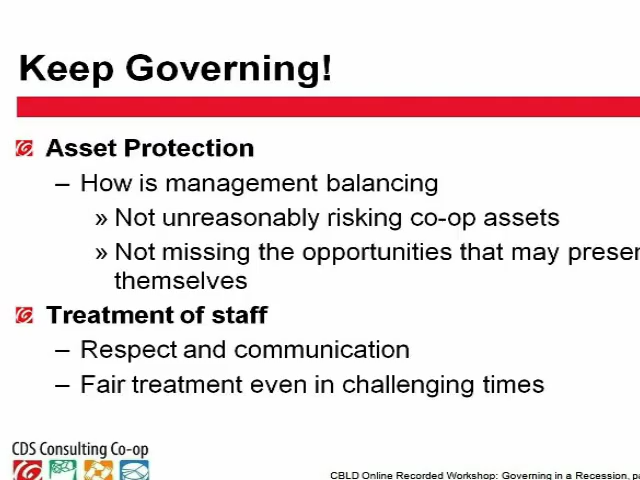 Keep Governing!
Asset Protection
– How is management balancing
» Not unreasonably risking co-op assets
» Not missing the opportunities that may
themselves
Treatment of staff
– Respect and communication
– Fair treatment even in challenging times
CDS Consulting Co-op
CBLD Online Recorded Workshop: Governing in a Recession,